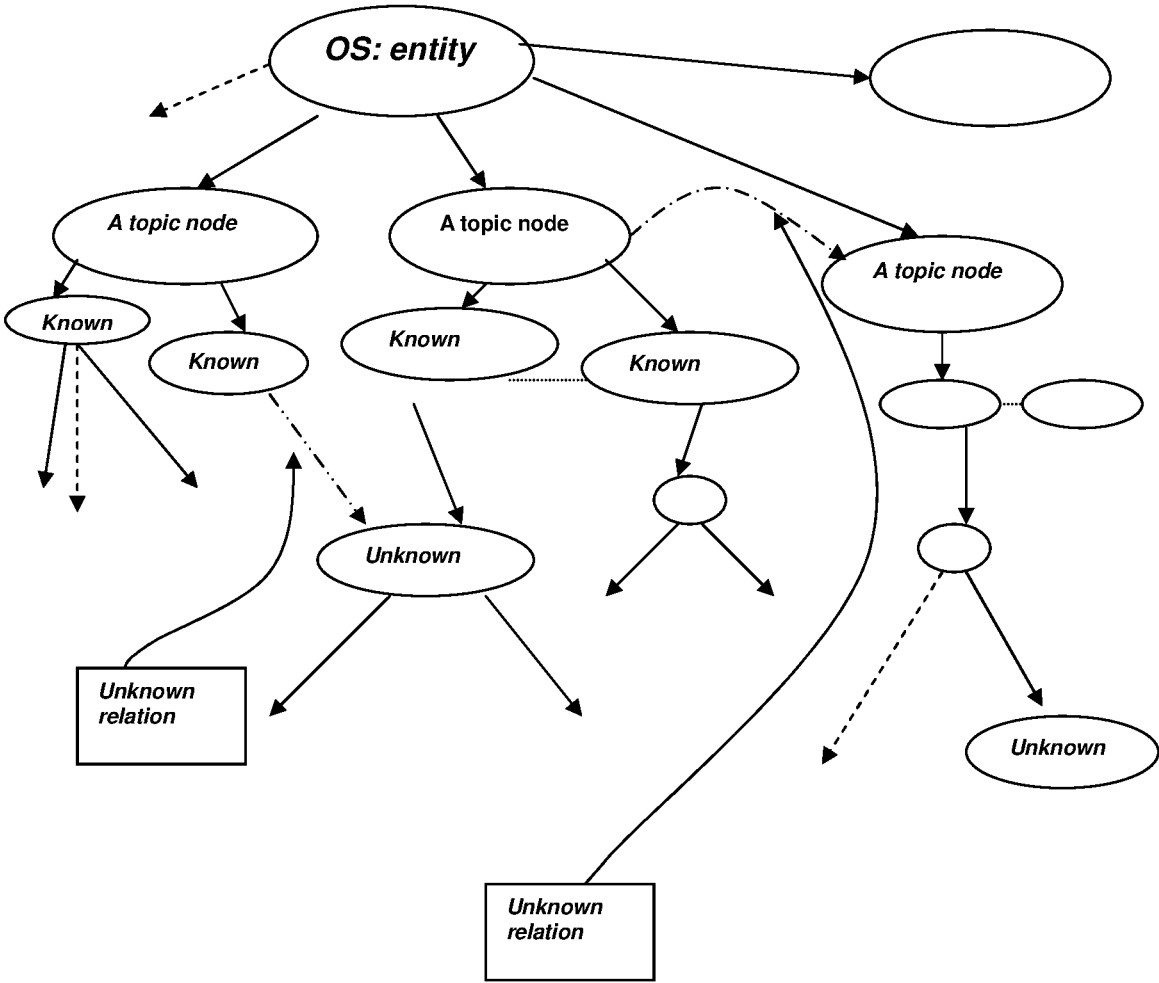 OS: entity
A topic node
A topic node
A topic node
Known
Known
Known
Known
Unknown
Unknown
relation
Unknown
Unknown
relation